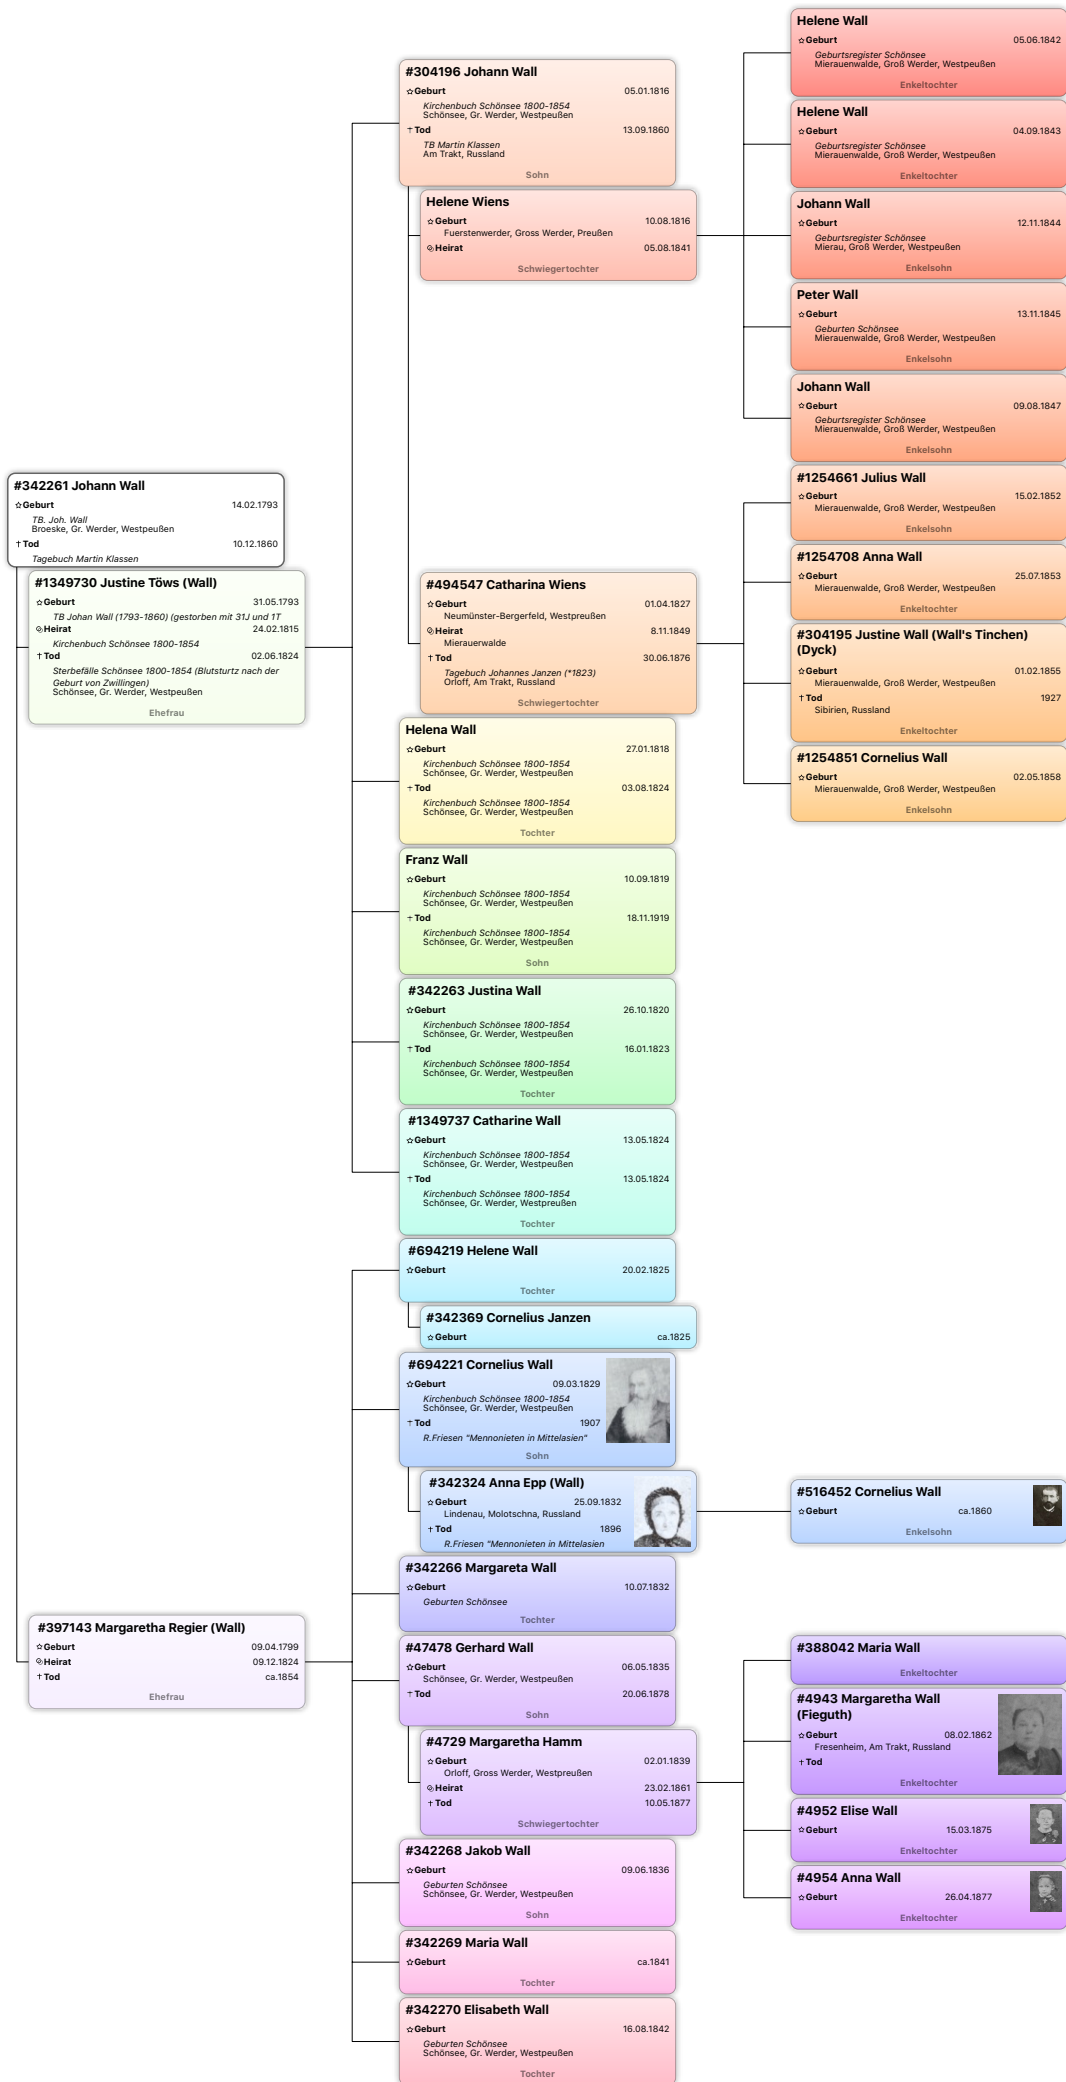 #342261 Johann Wall
☆Geburt 14.02.1793
TB. Joh. Wall
Broeske, Gr. Werder, Westpeußen
†Tod 10.12.1860
Tagebuch Martin Klassen
#1349730 Justine Töws (Wall)
☆Geburt 31.05.1793
TB Johan Wall (1793-1860) (gestorben mit 31J und 1T
⚭Heirat 24.02.1815
Kirchenbuch Schönsee 1800-1854
†Tod 02.06.1824
Sterbefälle Schönsee 1800-1854 (Blutsturtz nach der
Geburt von Zwillingen)
Schönsee, Gr. Werder, Westpeußen
Ehefrau
#397143 Margaretha Regier (Wall)
☆Geburt 09.04.1799
⚭Heirat 09.12.1824
†Tod ca.1854
Ehefrau
#304196 Johann Wall
☆Geburt 05.01.1816
Kirchenbuch Schönsee 1800-1854
Schönsee, Gr. Werder, Westpeußen
†Tod 13.09.1860
TB Martin Klassen
Am Trakt, Russland
Sohn
Helene Wiens
☆Geburt 10.08.1816
Fuerstenwerder, Gross Werder, Preußen
⚭Heirat 05.08.1841
Schwiegertochter
#494547 Catharina Wiens
☆Geburt 01.04.1827
Neumünster-Bergerfeld, Westpreußen
⚭Heirat 8.11.1849
Mierauerwalde
†Tod 30.06.1876
Tagebuch Johannes Janzen (*1823)
Orloff, Am Trakt, Russland
Schwiegertochter
Helena Wall
☆Geburt 27.01.1818
Kirchenbuch Schönsee 1800-1854
Schönsee, Gr. Werder, Westpeußen
†Tod 03.08.1824
Kirchenbuch Schönsee 1800-1854
Schönsee, Gr. Werder, Westpeußen
Tochter
Franz Wall
☆Geburt 10.09.1819
Kirchenbuch Schönsee 1800-1854
Schönsee, Gr. Werder, Westpeußen
†Tod 18.11.1919
Kirchenbuch Schönsee 1800-1854
Schönsee, Gr. Werder, Westpeußen
Sohn
#342263 Justina Wall
☆Geburt 26.10.1820
Kirchenbuch Schönsee 1800-1854
Schönsee, Gr. Werder, Westpeußen
†Tod 16.01.1823
Kirchenbuch Schönsee 1800-1854
Schönsee, Gr. Werder, Westpeußen
Tochter
#1349737 Catharine Wall
☆Geburt 13.05.1824
Kirchenbuch Schönsee 1800-1854
Schönsee, Gr. Werder, Westpeußen
†Tod 13.05.1824
Kirchenbuch Schönsee 1800-1854
Schönsee, Gr. Werder, Westpreußen
Tochter
#694219 Helene Wall
☆Geburt 20.02.1825
Tochter
#342369 Cornelius Janzen
☆Geburt ca.1825
#694221 Cornelius Wall
☆Geburt 09.03.1829
Kirchenbuch Schönsee 1800-1854
Schönsee, Gr. Werder, Westpeußen
†Tod 1907
R.Friesen "Mennonieten in Mittelasien"
Sohn
#342324 Anna Epp (Wall)
☆Geburt 25.09.1832
Lindenau, Molotschna, Russland
†Tod 1896
R.Friesen "Mennonieten in Mittelasien
#342266 Margareta Wall
☆Geburt 10.07.1832
Geburten Schönsee
Tochter
#47478 Gerhard Wall
☆Geburt 06.05.1835
Schönsee, Gr. Werder, Westpeußen
†Tod 20.06.1878
Sohn
#4729 Margaretha Hamm
☆Geburt 02.01.1839
Orloff, Gross Werder, Westpreußen
⚭Heirat 23.02.1861
†Tod 10.05.1877
Schwiegertochter
#342268 Jakob Wall
☆Geburt 09.06.1836
Geburten Schönsee
Schönsee, Gr. Werder, Westpeußen
Sohn
#342269 Maria Wall
☆Geburt ca.1841
Tochter
#342270 Elisabeth Wall
☆Geburt 16.08.1842
Geburten Schönsee
Schönsee, Gr. Werder, Westpeußen
Tochter
Helene Wall
☆Geburt 05.06.1842
Geburtsregister Schönsee
Mierauenwalde, Groß Werder, Westpeußen
Enkeltochter
Helene Wall
☆Geburt 04.09.1843
Geburtsregister Schönsee
Mierauenwalde, Groß Werder, Westpeußen
Enkeltochter
Johann Wall
☆Geburt 12.11.1844
Geburtsregister Schönsee
Mierau, Groß Werder, Westpeußen
Enkelsohn
Peter Wall
☆Geburt 13.11.1845
Geburten Schönsee
Mierauenwalde, Groß Werder, Westpeußen
Enkelsohn
Johann Wall
☆Geburt 09.08.1847
Geburtsregister Schönsee
Mierauenwalde, Groß Werder, Westpeußen
Enkelsohn
#1254661 Julius Wall
☆Geburt 15.02.1852
Mierauenwalde, Groß Werder, Westpeußen
Enkelsohn
#1254708 Anna Wall
☆Geburt 25.07.1853
Mierauenwalde, Groß Werder, Westpeußen
Enkeltochter
#304195 Justine Wall (Wall's Tinchen)
(Dyck)
☆Geburt 01.02.1855
Mierauenwalde, Groß Werder, Westpeußen
†Tod 1927
Sibirien, Russland
Enkeltochter
#1254851 Cornelius Wall
☆Geburt 02.05.1858
Mierauenwalde, Groß Werder, Westpeußen
Enkelsohn
#516452 Cornelius Wall
☆Geburt ca.1860
Enkelsohn
#388042 Maria Wall
Enkeltochter
#4943 Margaretha Wall
(Fieguth)
☆Geburt 08.02.1862
Fresenheim, Am Trakt, Russland
†Tod
Enkeltochter
#4952 Elise Wall
☆Geburt 15.03.1875
Enkeltochter
#4954 Anna Wall
☆Geburt 26.04.1877
Enkeltochter